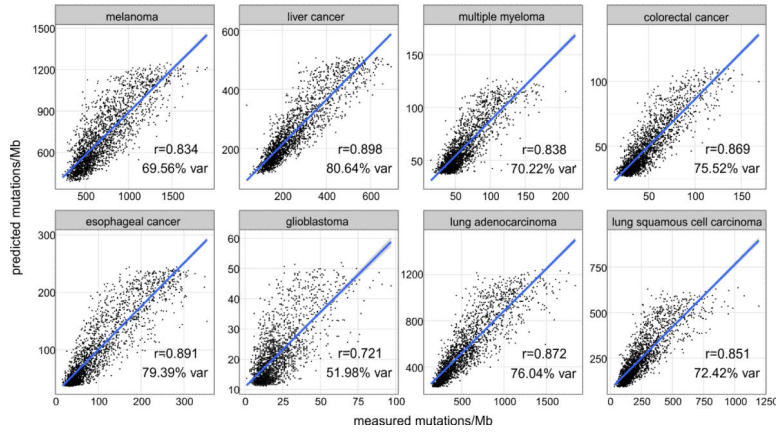 melanoma
1500
1200
900
600
500 1000 1500
r=0.834
69.56% var
liver cancer
600
400
200
200 400 600
r=0.898
80.64% var
multiple myeloma
150
100
50
50 100 150 200
r=0.838
70.22% var
colorectal cancer
100
50
0 50 100 150
r=0.869
75.52% var
predicted mutations/Mb
esophageal cancer
300
200
100
0 100 200 300
r=0.891
79.39% var
glioblastoma
60
50
40
30
20
10
0 25 50 75 100
r=0.721
51.98% var
lung adenocarcinoma
1200
800
400
500 1000 1500
r=0.872
76.04% var
lung squamous cell carcinoma
750
500
250
0 250 500 750 1000 1250
r=0.851
72.42% var
measured mutations/Mb